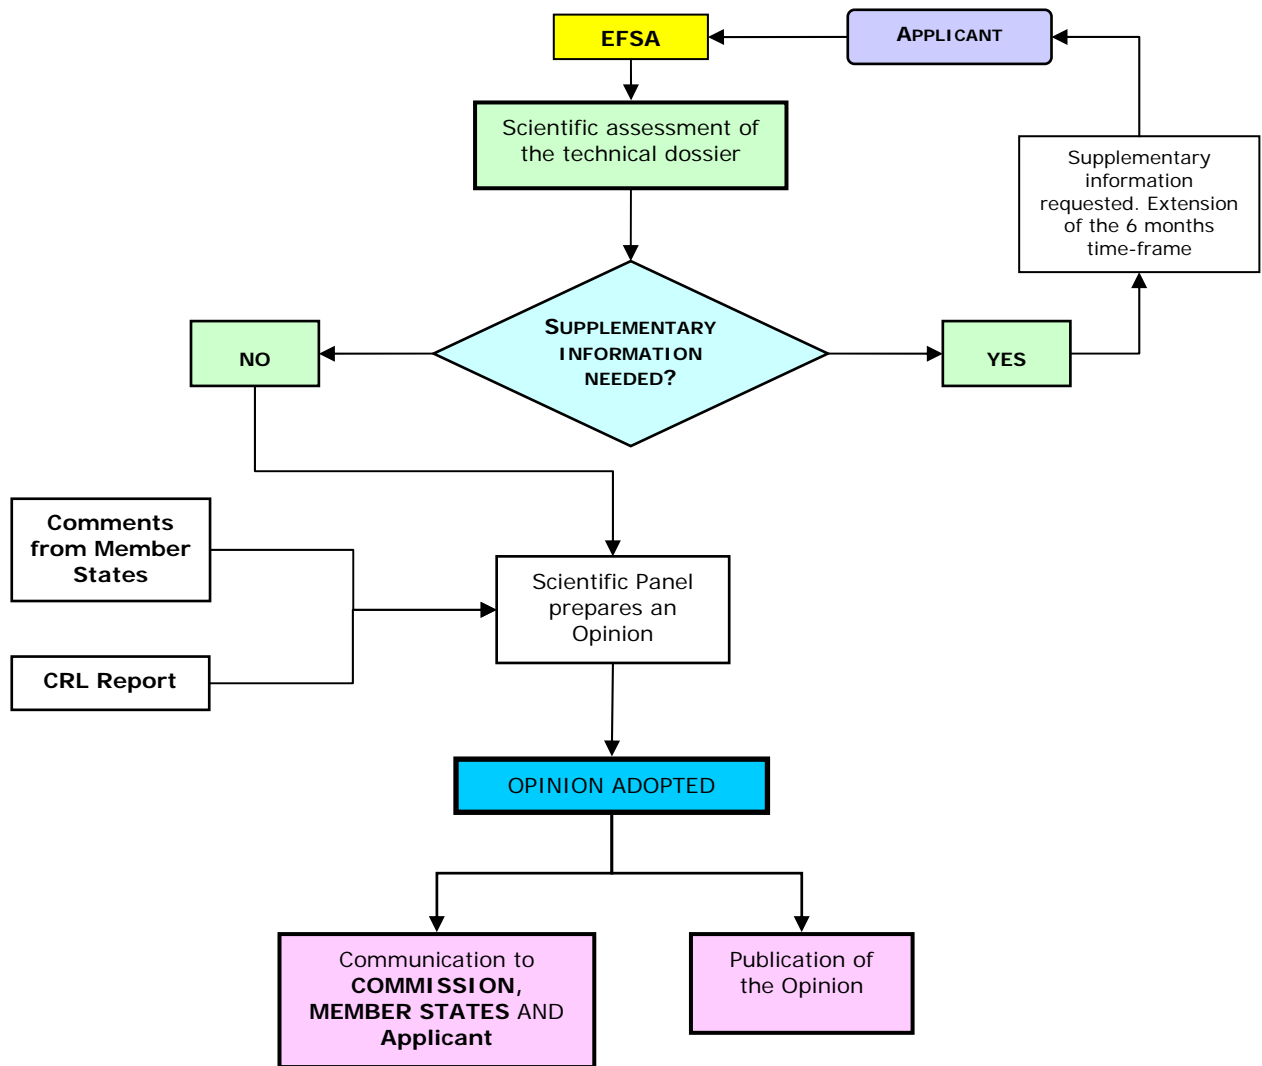 EFSA
APPLICANT
Scientific assessment of
the technical dossier
Supplementary
information
requested. Extension
of the 6 months
time-frame
SUPPLEMENTARY
INFORMATION
NEEDED?
NO
YES
Comments
from Member
States
Scientific Panel
prepares an
Opinion
CRL Report
OPINION ADOPTED
Communication to
COMMISSION,
MEMBER STATES AND
Applicant
Publication of
the Opinion